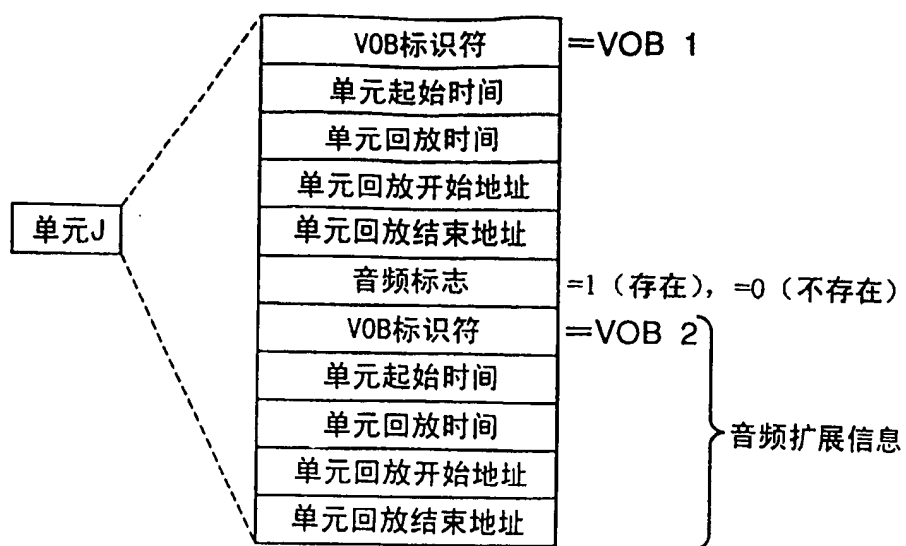 VOB标识符 =VOB 1
单元起始时间
单元回放时间
单元回放开始地址
单元J
单元回放结束地址
音频标志 =1（存在），=0（不存在）
VOB标识符 =VOB 2
单元起始时间
单元回放时间
音频扩展信息
单元回放开始地址
单元回放结束地址